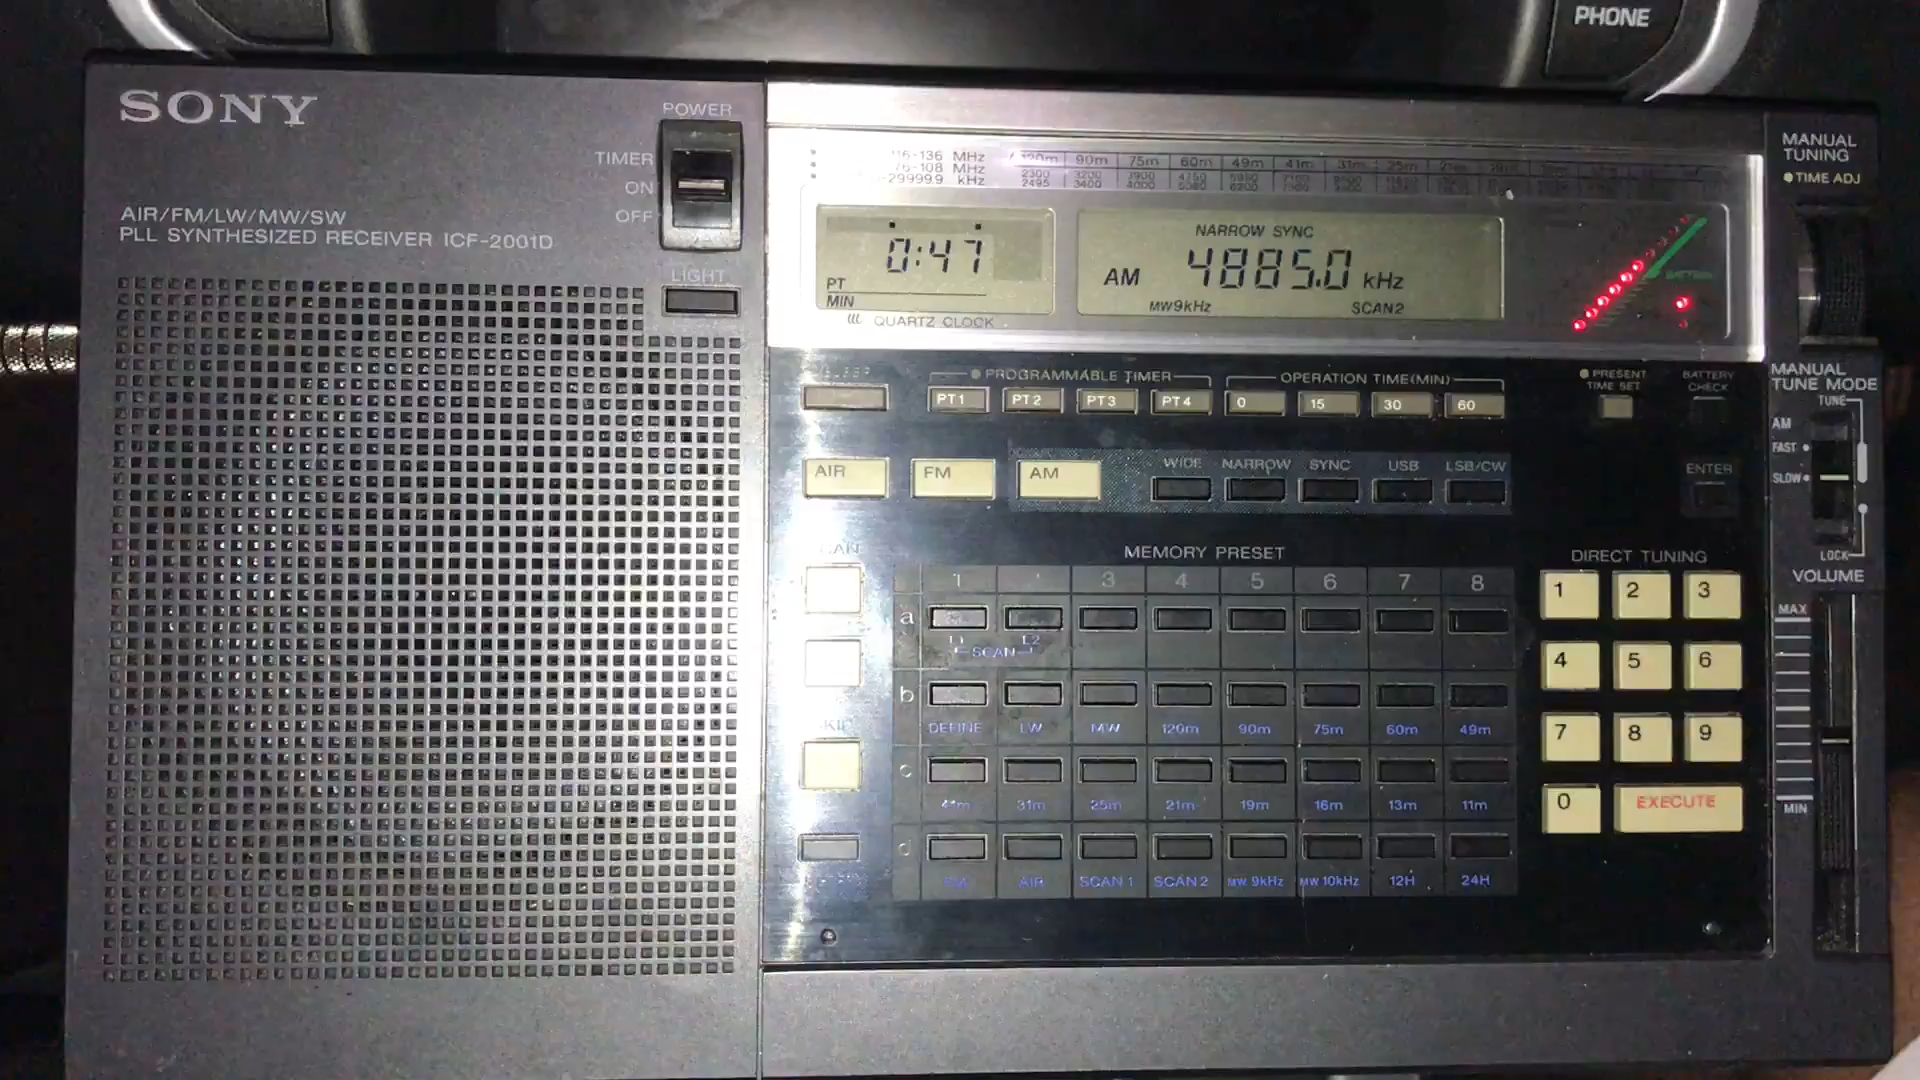 PHONE
SONY
POWER
TIMER
ON
OFF
AIR/FM/LW/MW/SW
PLL SYNTHESIZED RECEIVER ICF-2001D
LIGHT
MHz 120m 90m 75m 60m 49m 41m 31m 25m
76-108 MHz 2300 3200 3900 4750 5950
kHz 2495 3400 4000
0:47
PT
MIN
QUARTZ CLOCK
NARROW SYNC
AM 4885.0 kHz
MW9kHz SCAN2
MANUAL
TUNING
TIME ADJ
PROGRAMMABLE TIMER
PT1 PT2 PT3 PT4
OPERATION TIME(MIN)
0 15 30 60
PRESENT
TIME SET
BATTERY
CHECK
MANUAL
TUNE MODE
TUNE
AM
FAST
SLOW
LOCK
AIR FM AM
WIDE NARROW SYNC USB LSB/CW
ENTER
MEMORY PRESET
1 3 4 5 6 7 8
a
L1 L2
SCAN
b
DEFINE LW MW 120m 90m 75m 60m 49m
c
41m 31m 25m 21m 19m 16m 13m 11m
d
AIR SCAN 1 SCAN 2 MW 9kHz MW 10kHz 12H 24H
DIRECT TUNING
1 2 3
4 5 6
7 8 9
0 EXECUTE
VOLUME
MAX
MIN